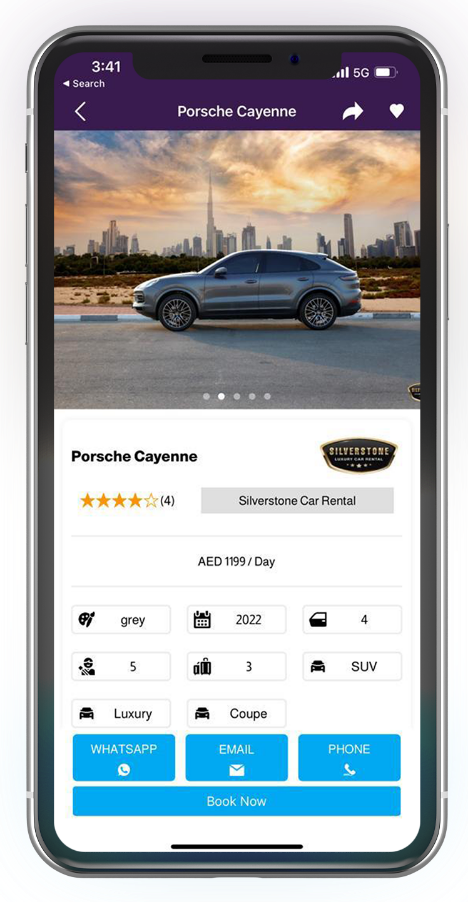 3:41
5G
◀ Search
Porsche Cayenne
Porsche Cayenne
SILVERSTONE
LUXURY CAR RENTAL
(4)
Silverstone Car Rental
AED 1199 / Day
grey
2022
4
5
3
SUV
Luxury
Coupe
WHATSAPP
EMAIL
PHONE
Book Now